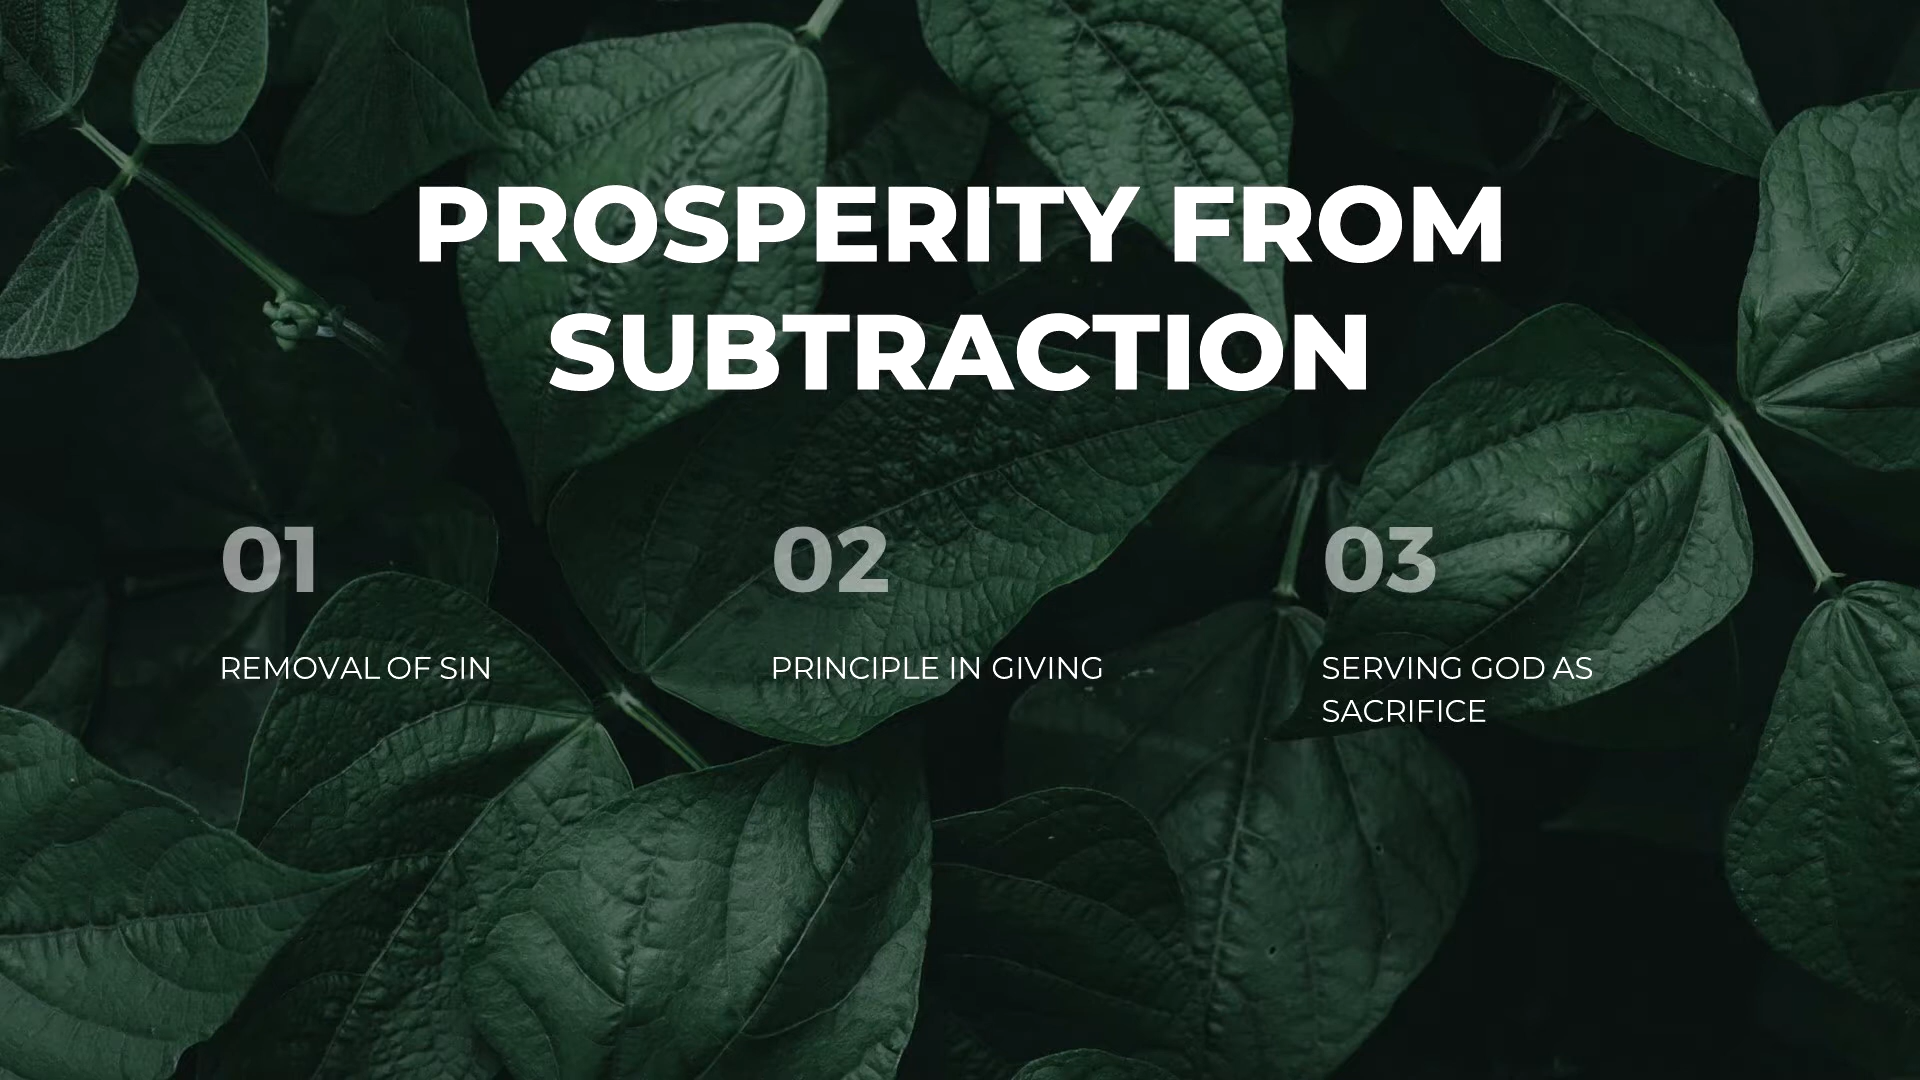 PROSPERITY FROM
SUBTRACTION
01
REMOVAL OF SIN
02
PRINCIPLE IN GIVING
03
SERVING GOD AS
SACRIFICE